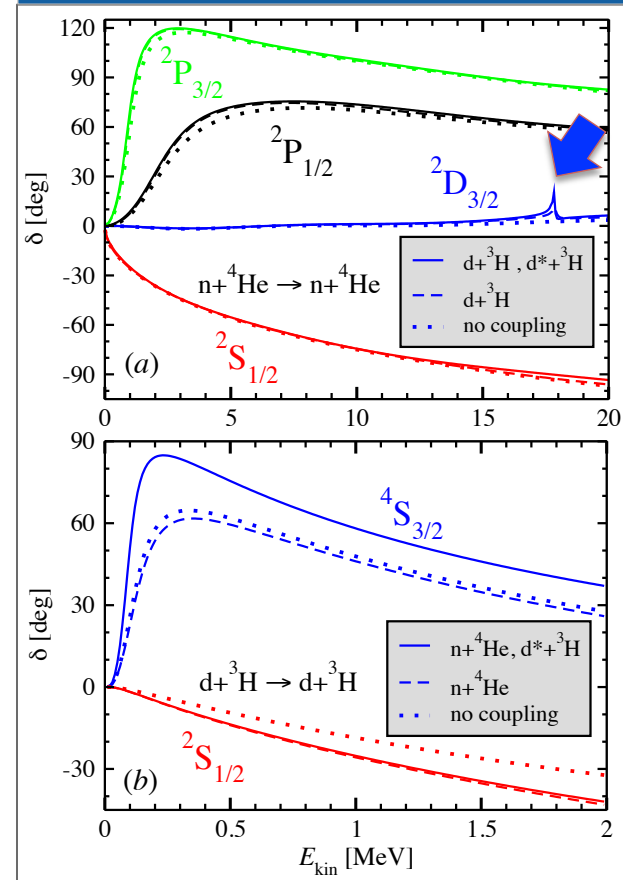 120
90
60
30
0
-30
-60
-90
δ [deg]
²P₃/₂
²P₁/₂
²D₃/₂
n+⁴He → n+⁴He
²S₁/₂
(a)
d+³H , d*+³H
d+³H
no coupling
0 5 10 15 20
90
60
30
0
-30
δ [deg]
⁴S₃/₂
n+⁴He, d*+³H
n+⁴He
no coupling
d+³H → d+³H
²S₁/₂
(b)
0 0.5 1 1.5 2
E_kin [MeV]